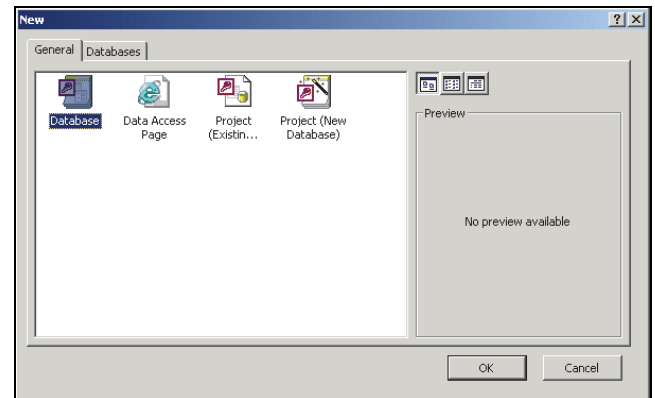 New
General Databases
Database Data Access Page Project (Existin... Project (New Database)
Preview
No preview available
OK Cancel